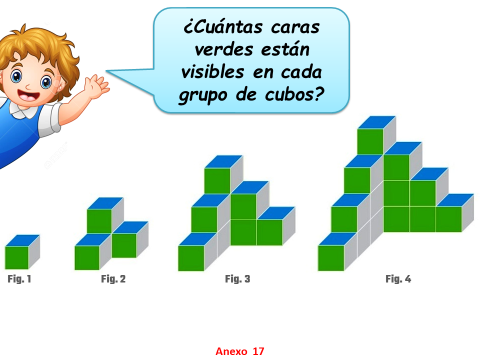 ¿Cuántas caras
verdes están
visibles en cada
grupo de cubos?
Fig. 1
Fig. 2
Fig. 3
Fig. 4
Anexo 17